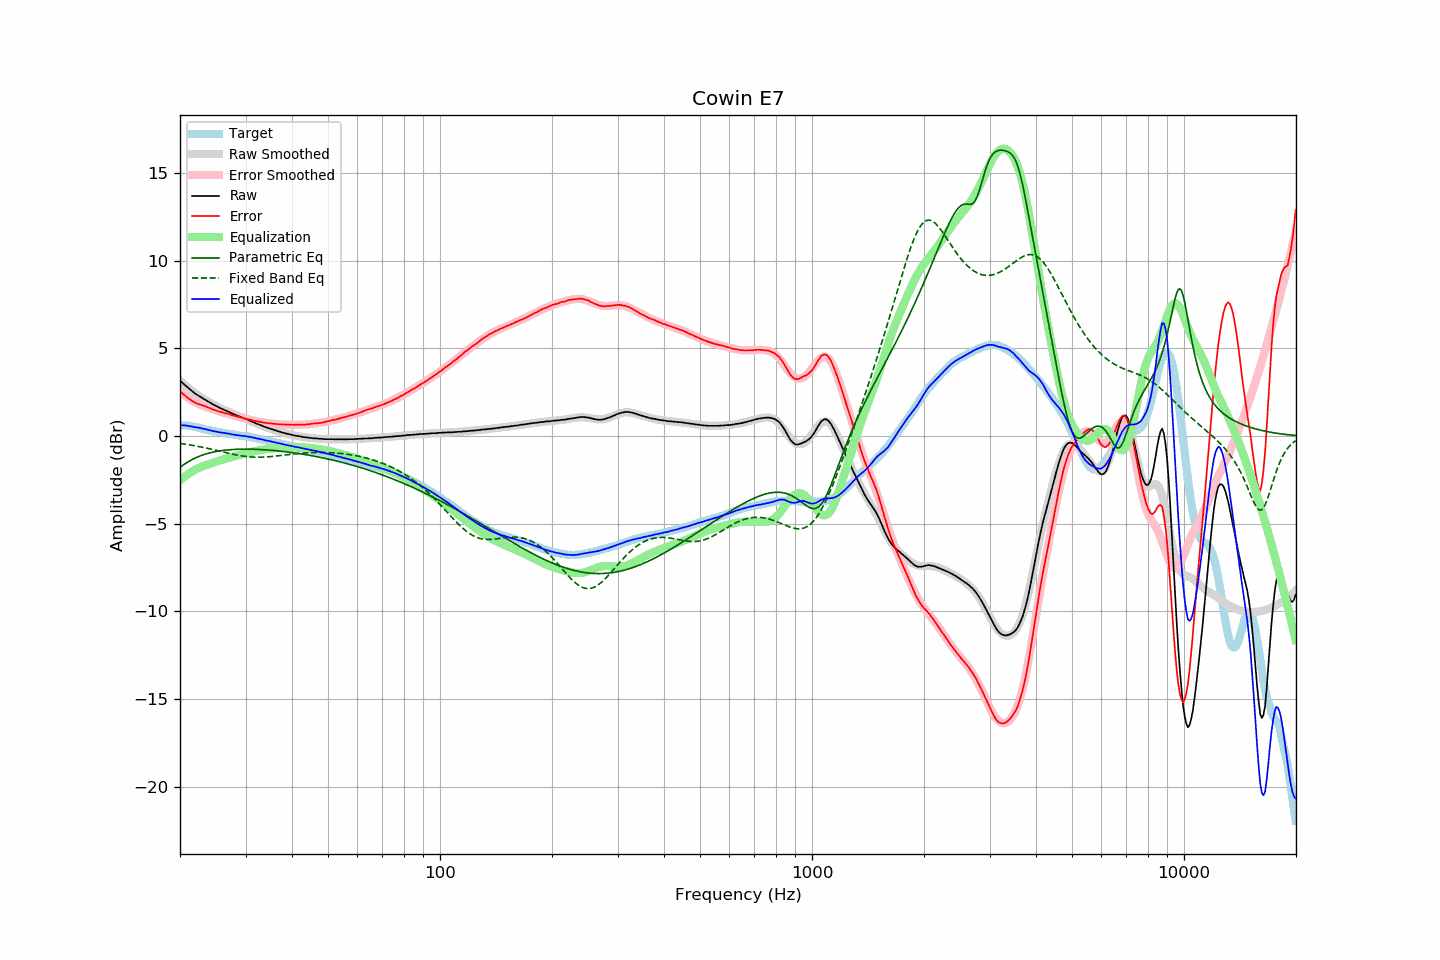 Cowin E7
Target
Raw Smoothed
Error Smoothed
Raw
Error
Equalization
Parametric Eq
Fixed Band Eq
Equalized
Amplitude (dBr)
15
10
5
0
−5
−10
−15
−20
100
1000
10000
Frequency (Hz)